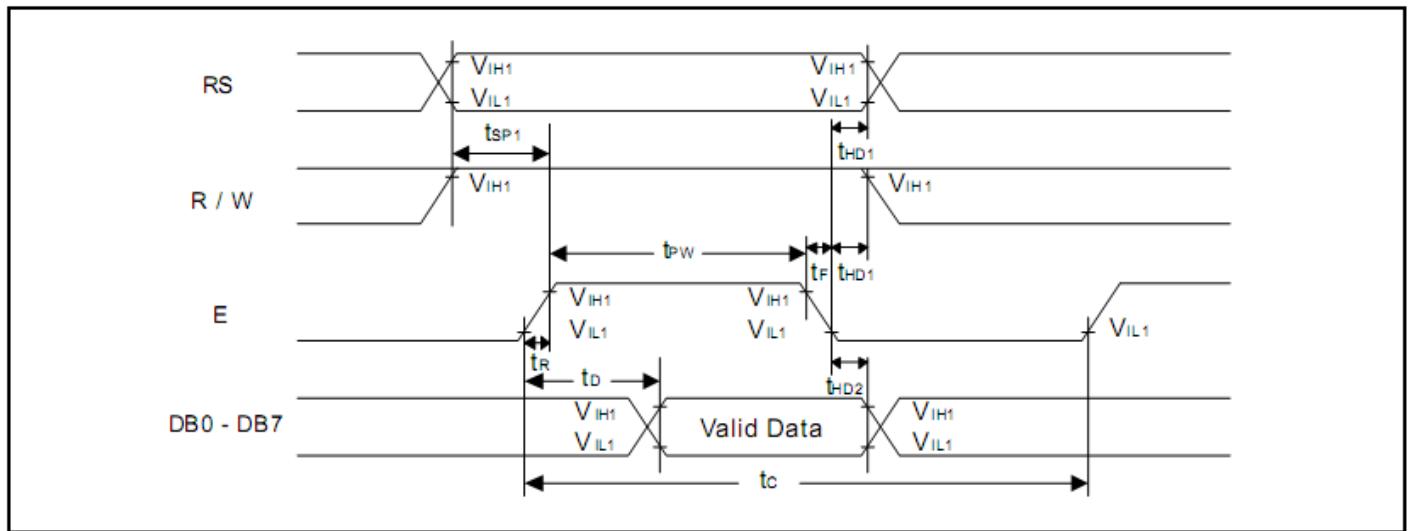 RS
VIH1
VIL1
VIH1
VIL1
tSP1
tHD1
R / W
VIH1
VIH1
tPW
tF
tHD1
E
VIH1
VIL1
VIH1
VIL1
VIL1
tR
tD
tHD2
DB0 - DB7
VIH1
VIL1
Valid Data
VIH1
VIL1
tC